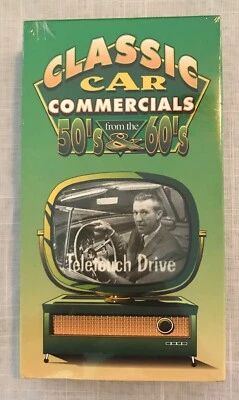 CLASSIC
CAR
COMMERCIALS
50's from the & 60's
Teletouch Drive